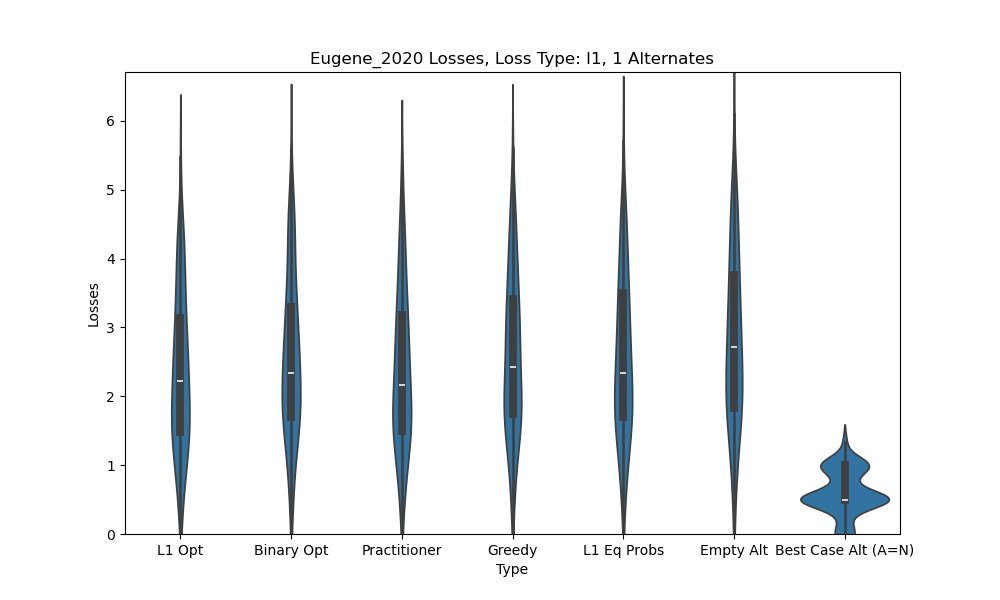 Eugene_2020 Losses, Loss Type: l1, 1 Alternates
Losses
6
5
4
3
2
1
0
L1 Opt
Binary Opt
Practitioner
Greedy
L1 Eq Probs
Empty Alt
Best Case Alt (A=N)
Type